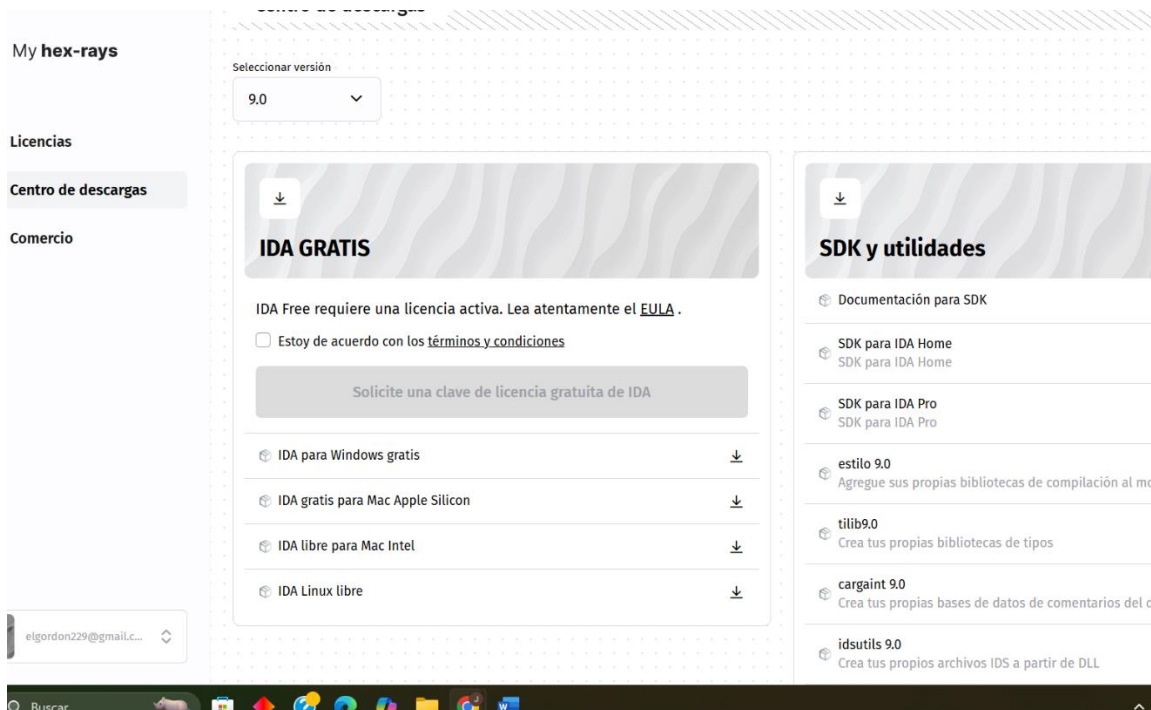 Centro de descargas
My hex-rays
Licencias
Centro de descargas
Comercio
elgordon229@gmail.c...
Seleccionar versión
9.0
IDA GRATIS
IDA Free requiere una licencia activa. Lea atentamente el EULA .
Estoy de acuerdo con los términos y condiciones
Solicite una clave de licencia gratuita de IDA
IDA para Windows gratis
IDA gratis para Mac Apple Silicon
IDA libre para Mac Intel
IDA Linux libre
SDK y utilidades
Documentación para SDK
SDK para IDA Home
SDK para IDA Home
SDK para IDA Pro
SDK para IDA Pro
estilo 9.0
Agregue sus propias bibliotecas de compilación al mo
tilib9.0
Crea tus propias bibliotecas de tipos
cargaint 9.0
Crea tus propias bases de datos de comentarios del d
idsutils 9.0
Crea tus propios archivos IDS a partir de DLL
Buscar